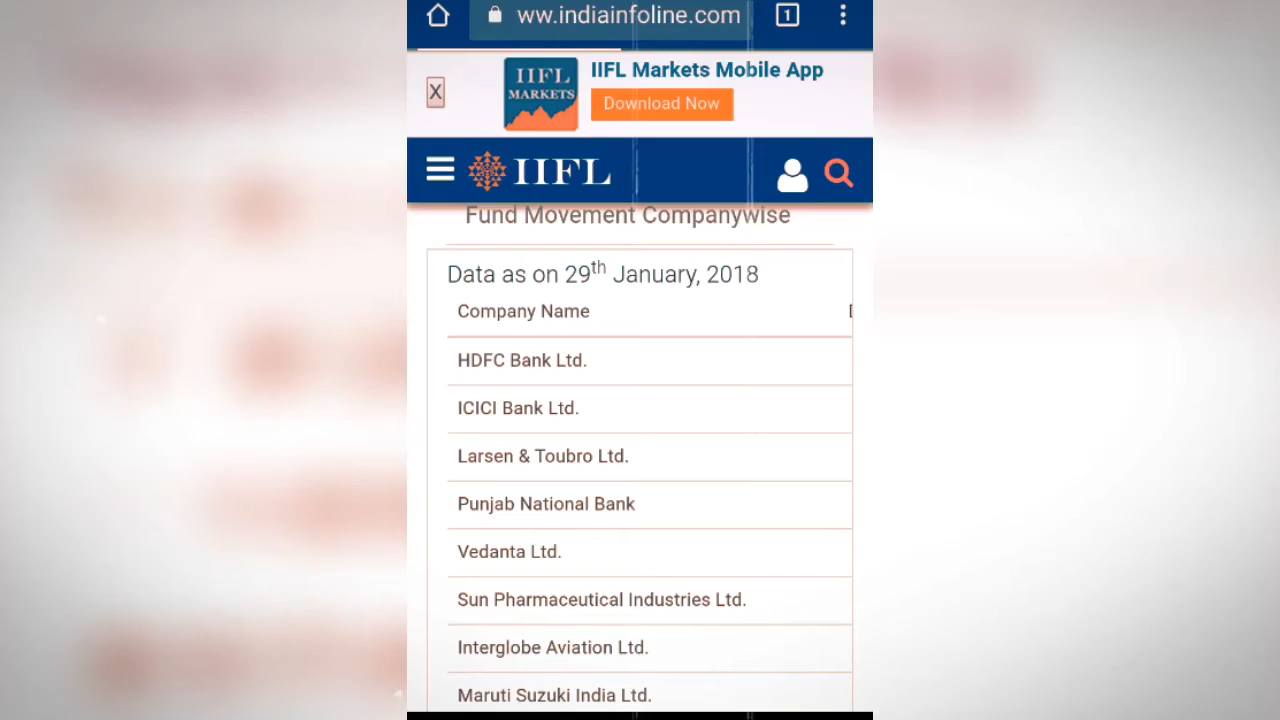 ww.indiainfoline.com
1
X
IIFL
MARKETS
IIFL Markets Mobile App
Download Now
IIFL
Fund Movement Companywise
Data as on 29th January, 2018
Company Name
HDFC Bank Ltd.
ICICI Bank Ltd.
Larsen & Toubro Ltd.
Punjab National Bank
Vedanta Ltd.
Sun Pharmaceutical Industries Ltd.
Interglobe Aviation Ltd.
Maruti Suzuki India Ltd.